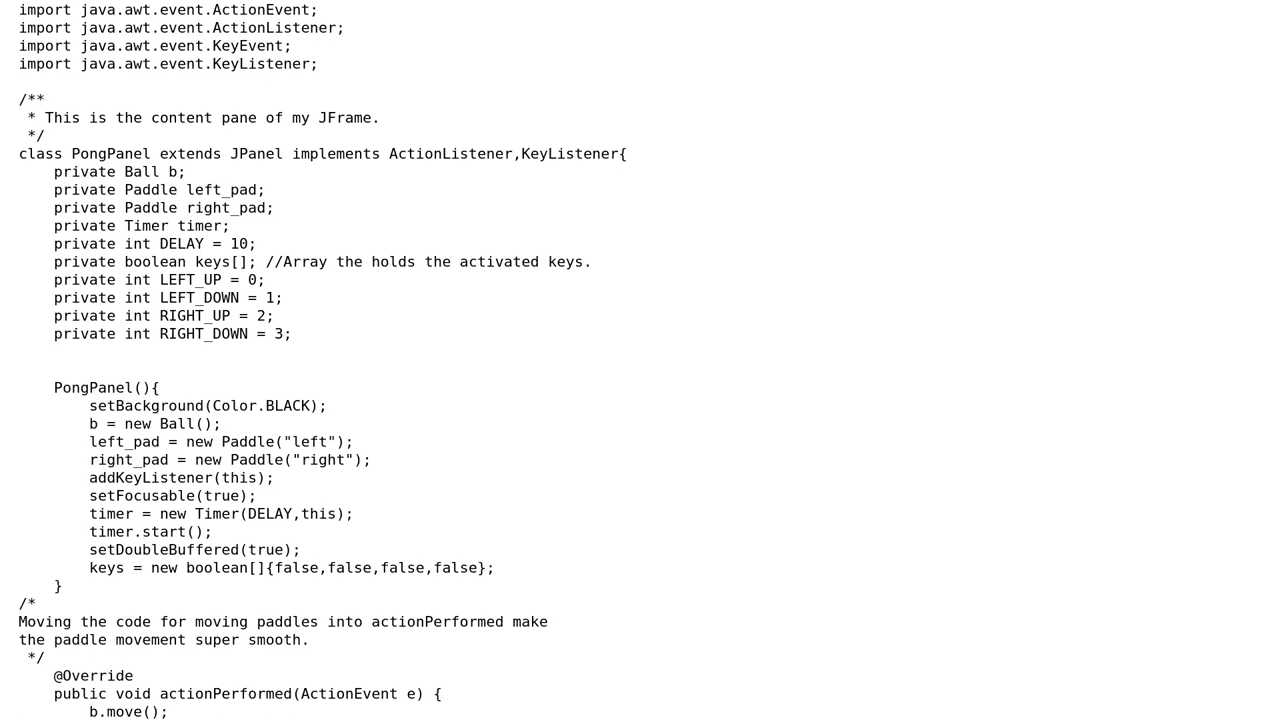 import java.awt.event.ActionEvent;
import java.awt.event.ActionListener;
import java.awt.event.KeyEvent;
import java.awt.event.KeyListener;

/**
 * This is the content pane of my JFrame.
 */
class PongPanel extends JPanel implements ActionListener,KeyListener{
    private Ball b;
    private Paddle left_pad;
    private Paddle right_pad;
    private Timer timer;
    private int DELAY = 10;
    private boolean keys[]; //Array the holds the activated keys.
    private int LEFT_UP = 0;
    private int LEFT_DOWN = 1;
    private int RIGHT_UP = 2;
    private int RIGHT_DOWN = 3;


    PongPanel(){
        setBackground(Color.BLACK);
        b = new Ball();
        left_pad = new Paddle("left");
        right_pad = new Paddle("right");
        addKeyListener(this);
        setFocusable(true);
        timer = new Timer(DELAY,this);
        timer.start();
        setDoubleBuffered(true);
        keys = new boolean[]{false,false,false,false};
    }
/*
Moving the code for moving paddles into actionPerformed make
the paddle movement super smooth.
 */
    @Override
    public void actionPerformed(ActionEvent e) {
        b.move();